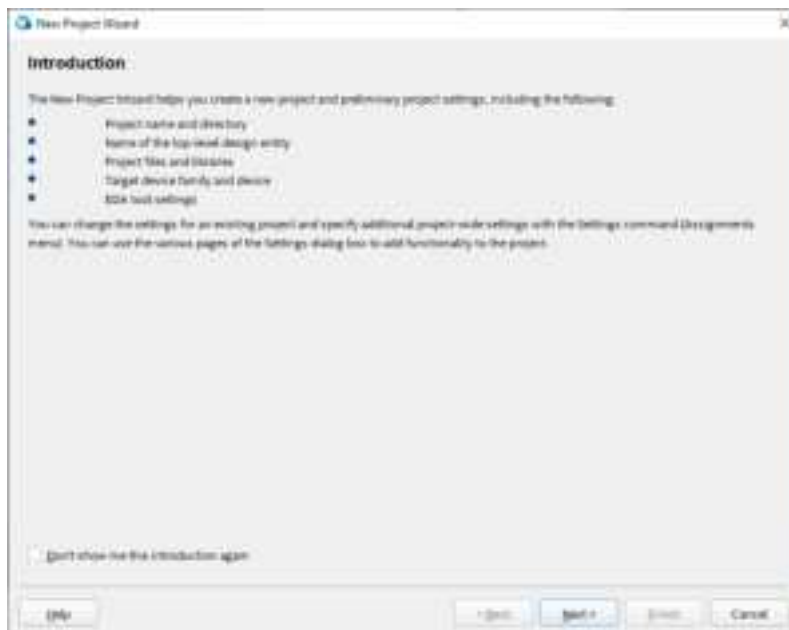 New Project Wizard
Introduction
The New Project Wizard helps you create a new project and preliminary project settings, including the following:
Project name and directory
Name of the top-level design entity
Project files and libraries
Target device family and device
EDA tool settings
You can change the settings for an existing project and specify additional project-wide settings with the Settings command (Assignments
menu). You can use the various pages of the Settings dialog box to add functionality to the project.
Don't show me this introduction again
Help
< Back
Next >
Finish
Cancel